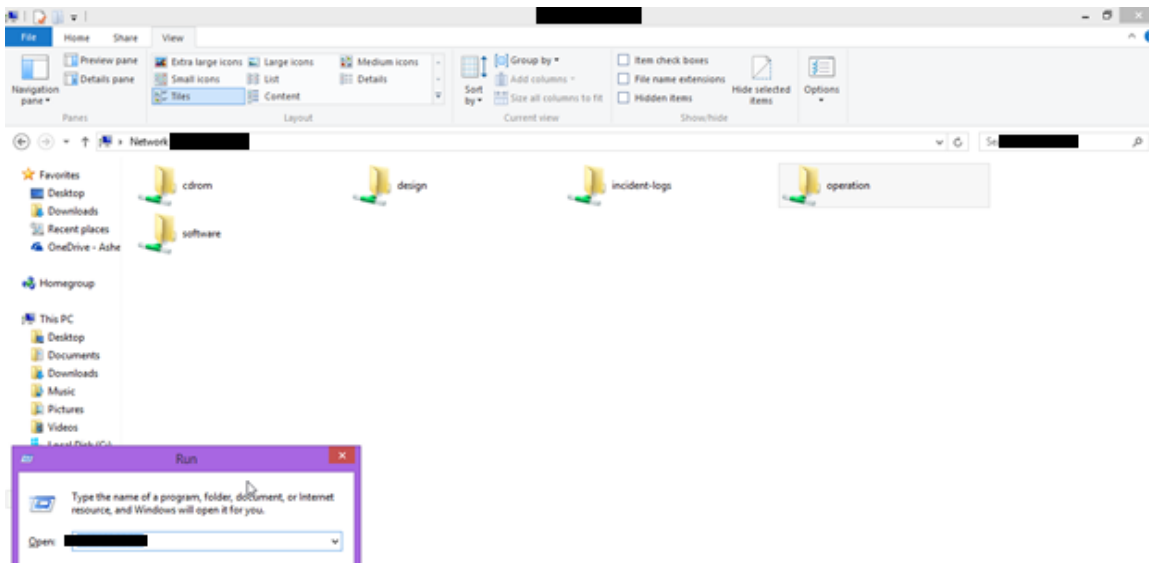 File Home Share View
Navigation pane
Preview pane
Details pane
Panes
Extra large icons Large icons Medium icons
Small icons List Details
Tiles Content
Layout
Sort by
Group by
Add columns
Size all columns to fit
Current view
Item check boxes
File name extensions
Hidden items
Hide selected items
Show/hide
Options
Network
Favorites
Desktop
Downloads
Recent places
OneDrive - Ashe
Homegroup
This PC
Desktop
Documents
Downloads
Music
Pictures
Videos
Local Disk (C:)
cdrom design incident-logs operation
software
Run
Type the name of a program, folder, document, or Internet
resource, and Windows will open it for you.
Open: